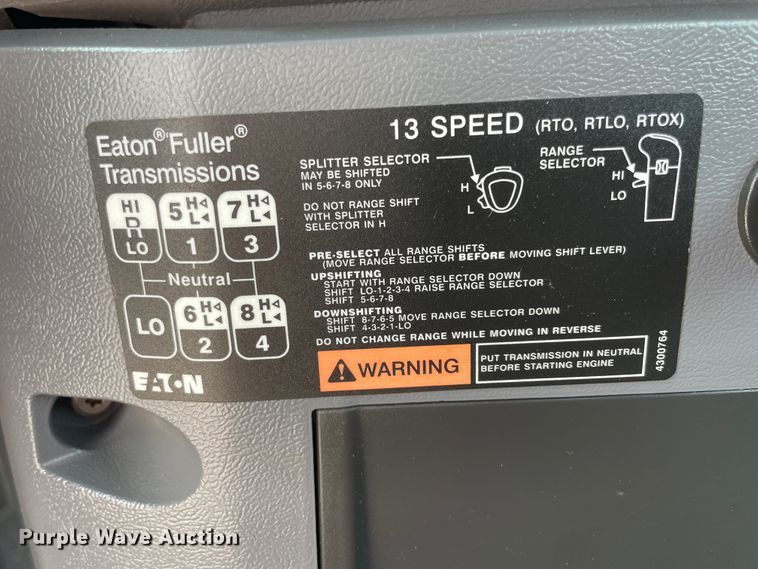 Eaton® Fuller®
Transmissions
HI
R
LO
5 H◁
L◀
1
7 H◁
L◀
3
Neutral
LO
6 H◁
L◀
2
8 H◁
L◀
4
EATON
13 SPEED (RTO, RTLO, RTOX)
SPLITTER SELECTOR
MAY BE SHIFTED
IN 5-6-7-8 ONLY
DO NOT RANGE SHIFT
WITH SPLITTER
SELECTOR IN H
H
L
RANGE
SELECTOR
HI
LO
PRE-SELECT ALL RANGE SHIFTS
(MOVE RANGE SELECTOR BEFORE MOVING SHIFT LEVER)
UPSHIFTING
START WITH RANGE SELECTOR DOWN
SHIFT LO-1-2-3-4 RAISE RANGE SELECTOR
SHIFT 5-6-7-8
DOWNSHIFTING
SHIFT 8-7-6-5 MOVE RANGE SELECTOR DOWN
SHIFT 4-3-2-1-LO
DO NOT CHANGE RANGE WHILE MOVING IN REVERSE
WARNING
PUT TRANSMISSION IN NEUTRAL
BEFORE STARTING ENGINE
4300764
Purple Wave Auction